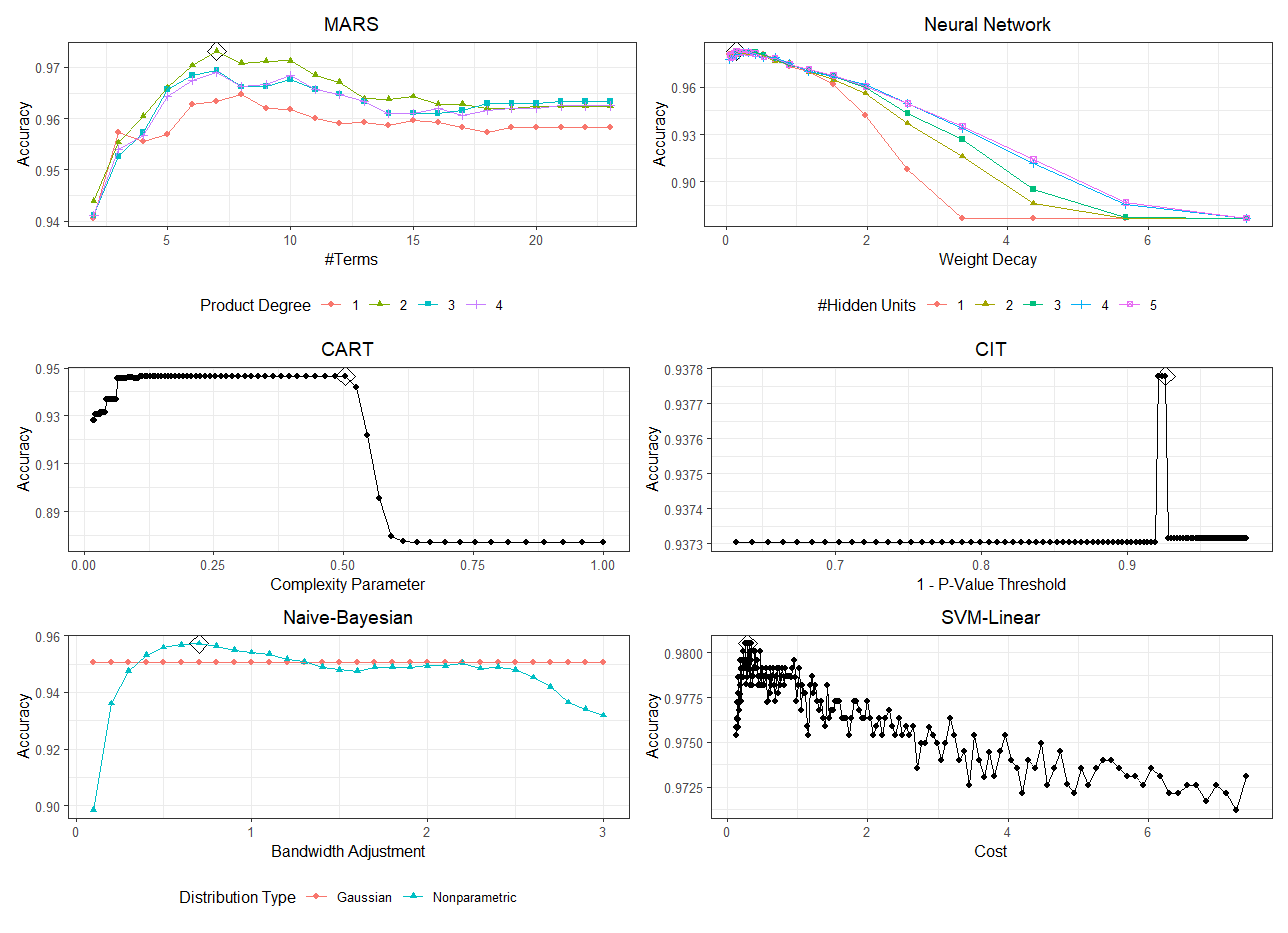 MARS
Accuracy
0.97
0.96
0.95
0.94
5 10 15 20
#Terms
Product Degree 1 2 3 4
Neural Network
Accuracy
0.96
0.93
0.90
0 2 4 6
Weight Decay
#Hidden Units 1 2 3 4 5
CART
Accuracy
0.95
0.93
0.91
0.89
0.00 0.25 0.50 0.75 1.00
Complexity Parameter
CIT
Accuracy
0.9378
0.9377
0.9376
0.9375
0.9374
0.9373
0.7 0.8 0.9
1 - P-Value Threshold
Naive-Bayesian
Accuracy
0.96
0.94
0.92
0.90
0 1 2 3
Bandwidth Adjustment
Distribution Type Gaussian Nonparametric
SVM-Linear
Accuracy
0.9800
0.9775
0.9750
0.9725
0 2 4 6
Cost